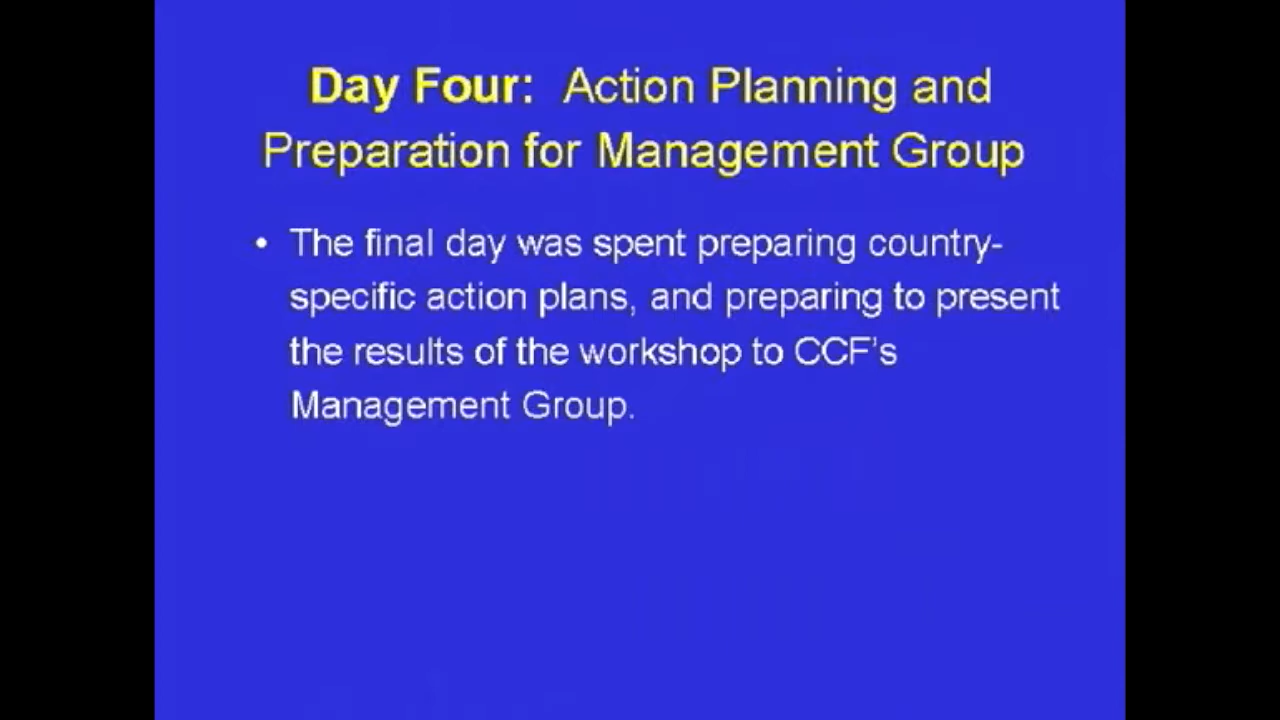 Day Four: Action Planning and
Preparation for Management Group
• The final day was spent preparing country-
specific action plans, and preparing to present
the results of the workshop to CCF’s
Management Group.